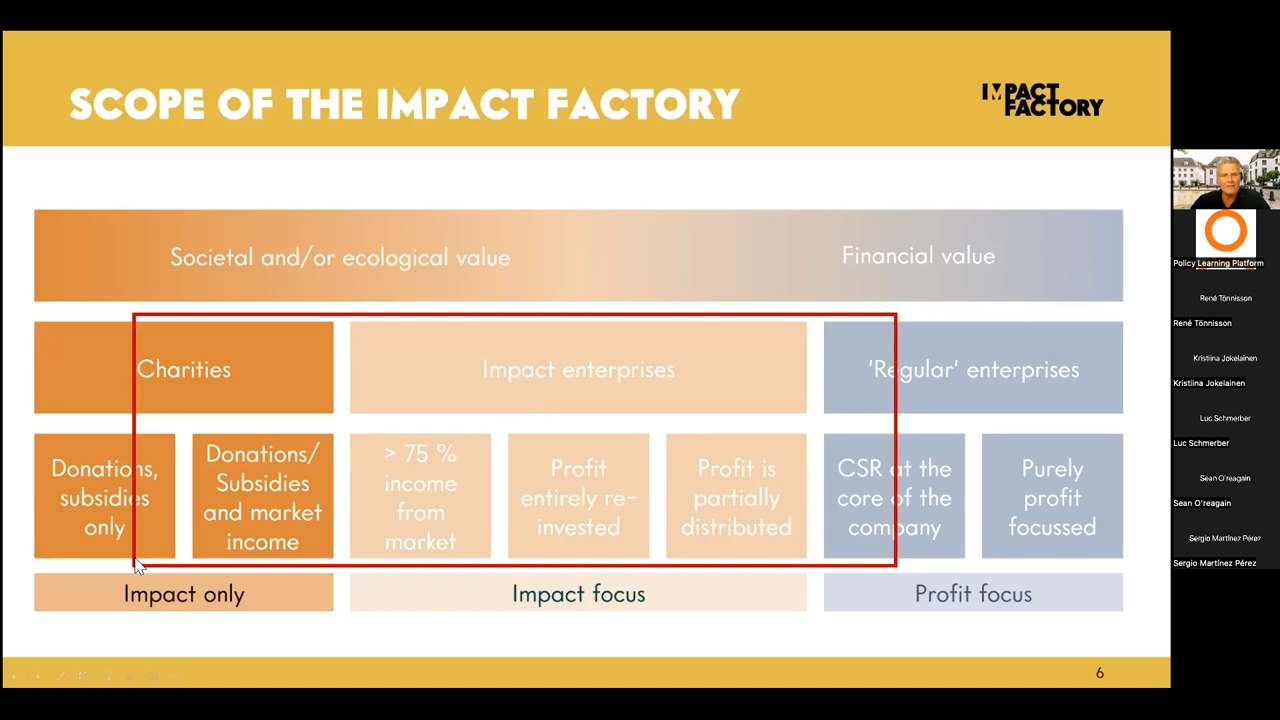 SCOPE OF THE IMPACT FACTORY
IMPACT
FACTORY
Societal and/or ecological value
Financial value
Charities
Impact enterprises
'Regular' enterprises
Donations,
subsidies
only
Donations/
Subsidies
and market
income
> 75 %
income
from
market
Profit
entirely re-
invested
Profit is
partially
distributed
CSR at the
core of the
company
Purely
profit
focussed
Impact only
Impact focus
Profit focus
6
Policy Learning Platform
René Tönnisson
René Tönnisson
Kristiina Jokelainen
Kristiina Jokelainen
Luc Schmerber
Luc Schmerber
Sean O'reagain
Sean O'reagain
Sergio Martínez Pérez
Sergio Martínez Pérez